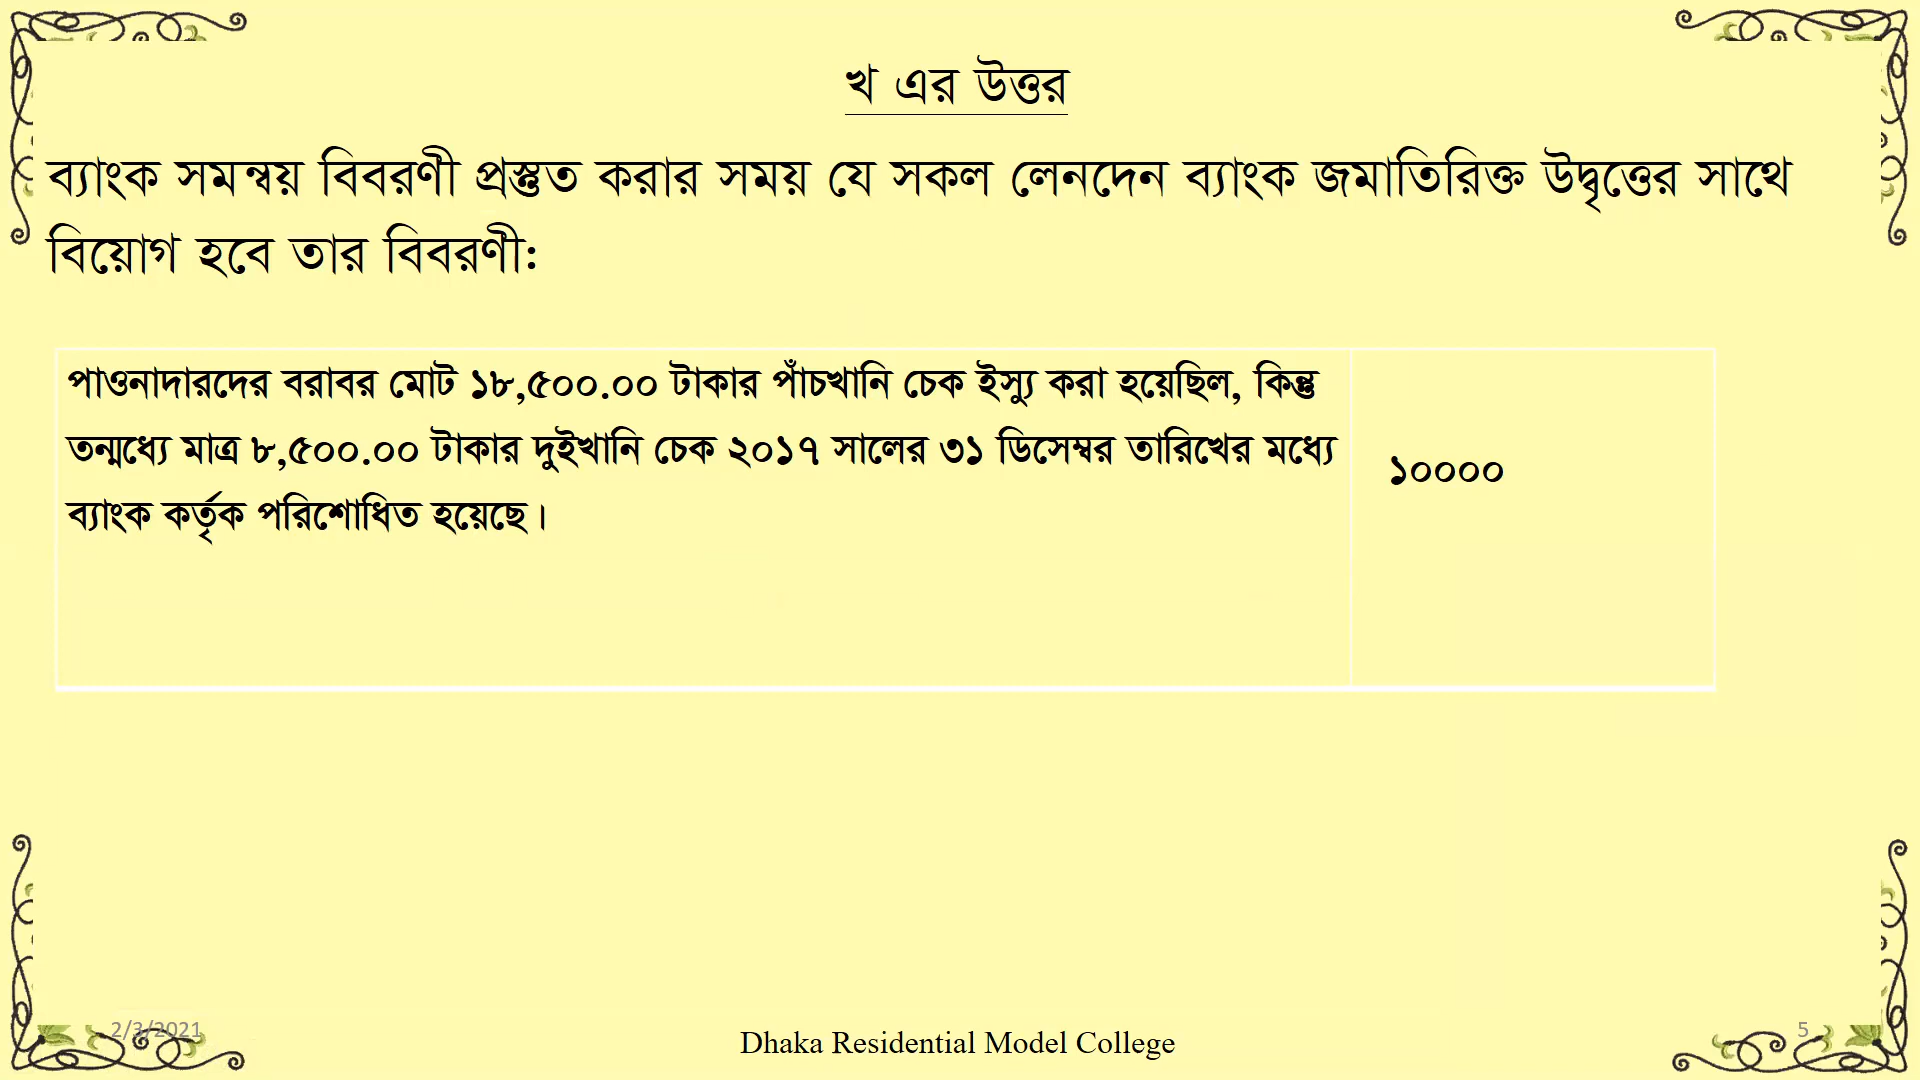 খ এর উত্তর
ব্যাংক সমন্বয় বিবরণী প্রস্তুত করার সময় যে সকল লেনদেন ব্যাংক জমাতিরিক্ত উদ্বৃত্তের সাথে
বিয়োগ হবে তার বিবরণী:
পাওনাদারদের বরাবর মোট ১৮,৫০০.০০ টাকার পাঁচখানি চেক ইস্যু করা হয়েছিল, কিন্তু
তন্মধ্যে মাত্র ৮,৫০০.০০ টাকার দুইখানি চেক ২০১৭ সালের ৩১ ডিসেম্বর তারিখের মধ্যে
ব্যাংক কর্তৃক পরিশোধিত হয়েছে।
১০০০০
2/3/2021
Dhaka Residential Model College
5